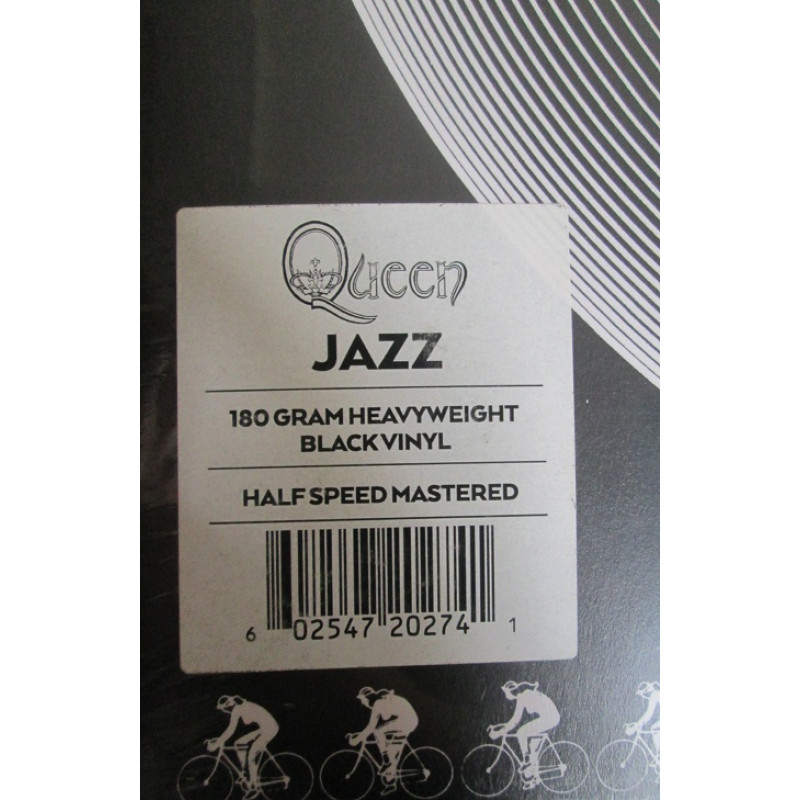 Queen
JAZZ
180 GRAM HEAVYWEIGHT
BLACK VINYL
HALF SPEED MASTERED
6 02547 20274 1